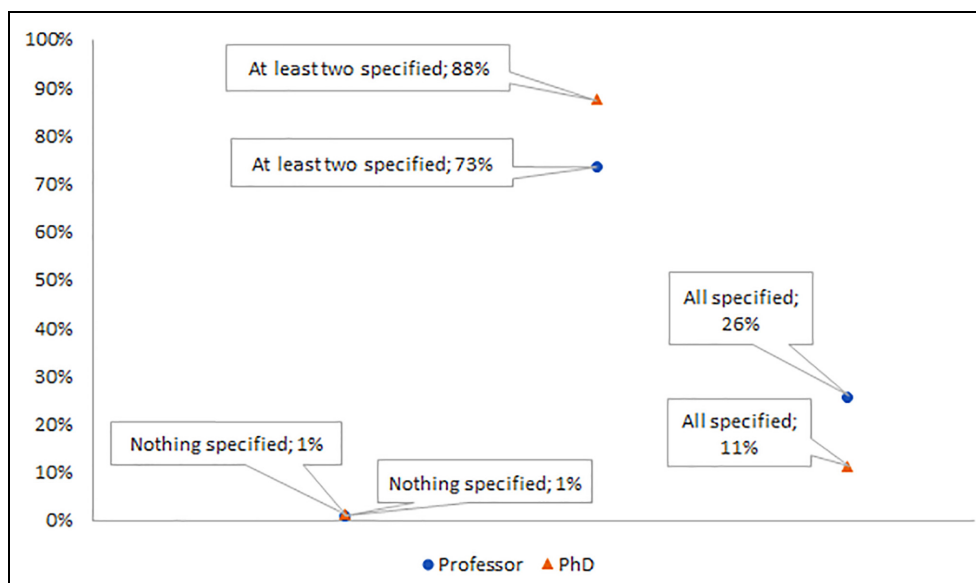 100%
90%
80%
70%
60%
50%
40%
30%
20%
10%
0%
At least two specified; 88%
At least two specified; 73%
All specified;
26%
All specified;
11%
Nothing specified; 1%
Nothing specified; 1%
Professor
PhD